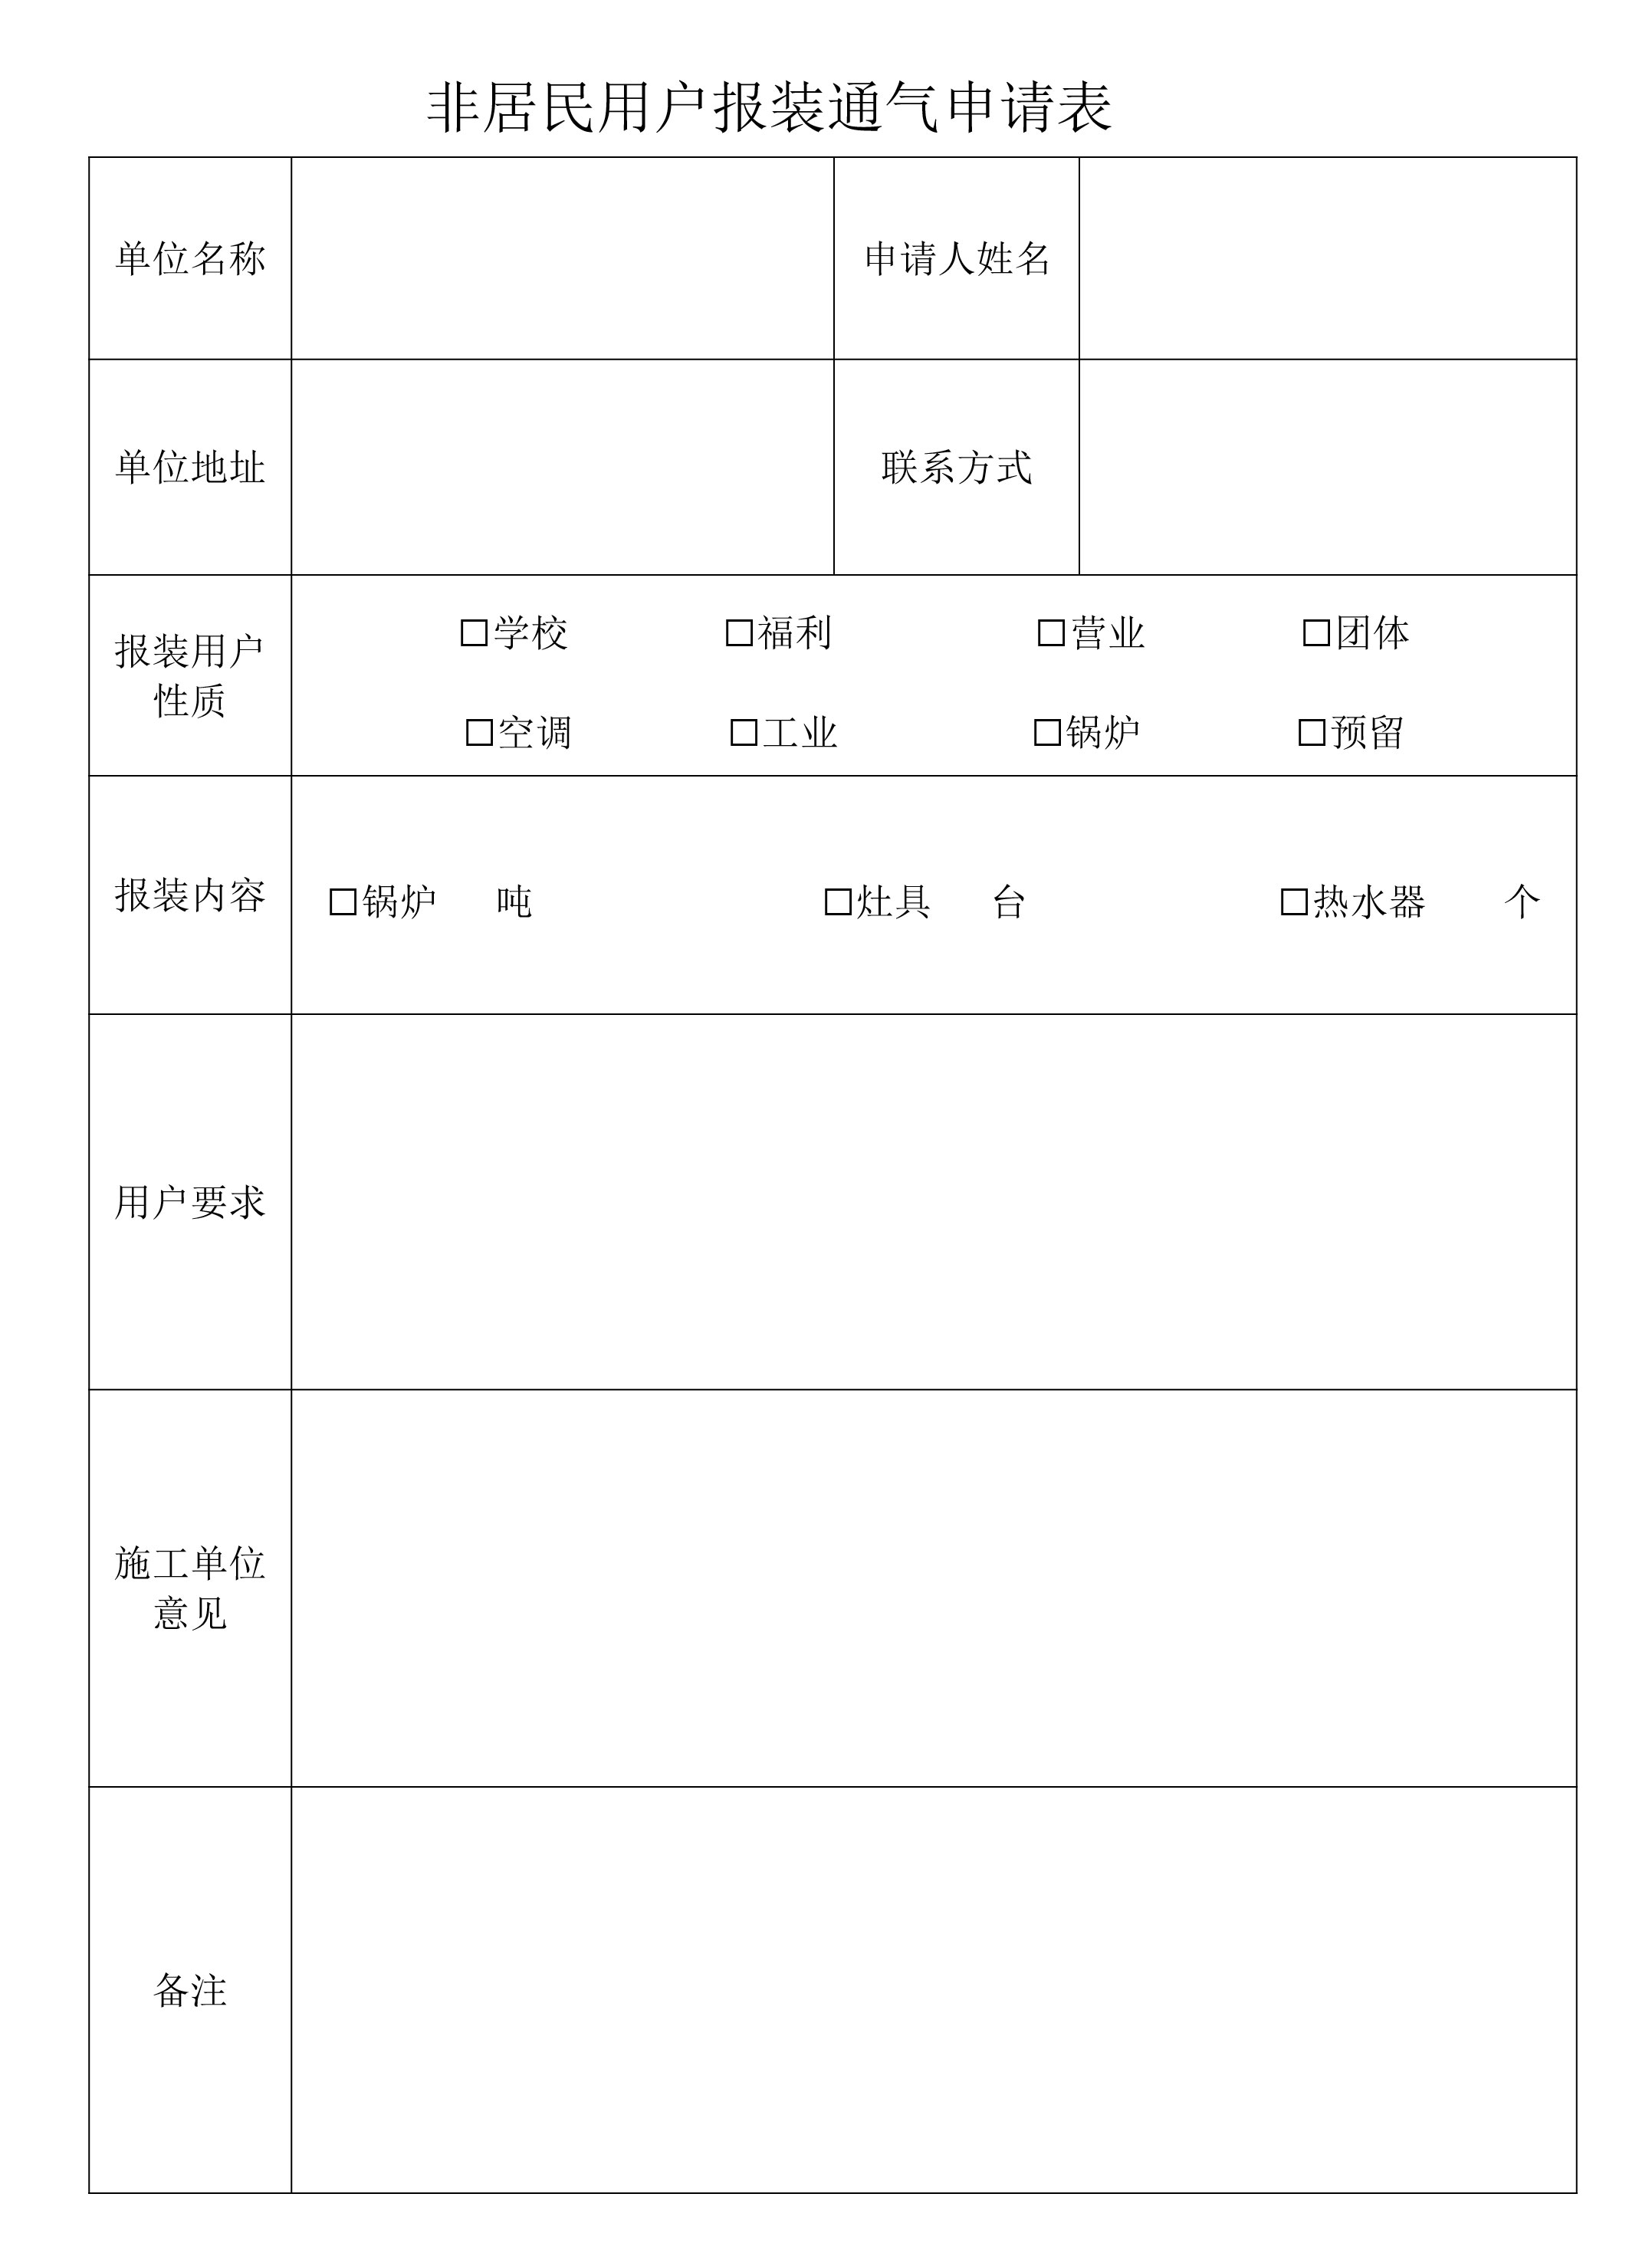 非居民用户报装通气申请表
单位名称
申请人姓名
单位地址
联系方式
报装用户
性质
□学校 □福利 □营业 □团体
□空调 □工业 □锅炉 □预留
报装内容
□锅炉 吨 □灶具 台 □热水器 个
用户要求
施工单位
意见
备注